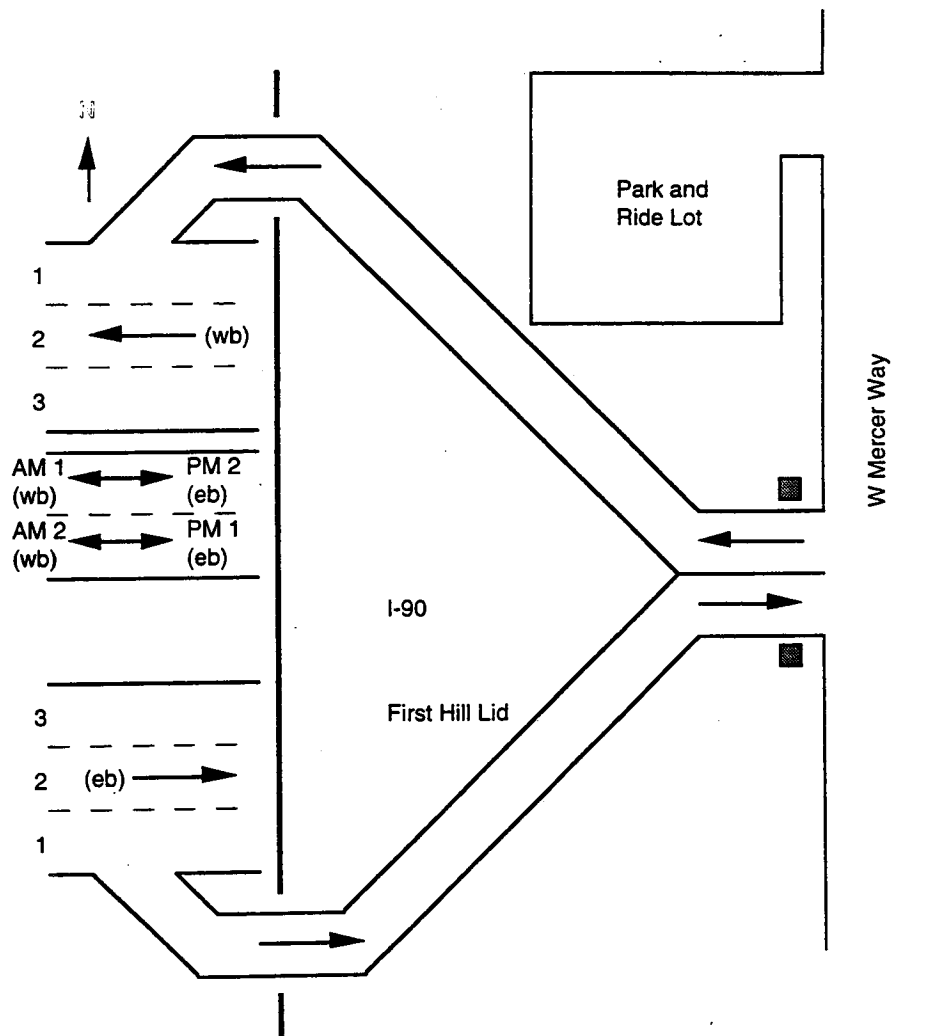 Park and
Ride Lot
1
2
(wb)
3
W Mercer Way
AM 1
(wb)
PM 2
(eb)
AM 2
(wb)
PM 1
(eb)
I-90
First Hill Lid
3
2
(eb)
1